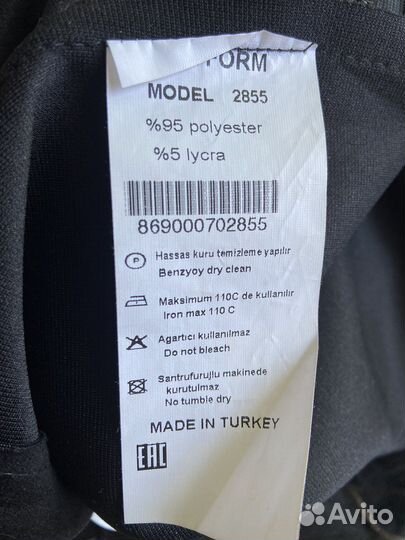 FORM
MODEL 2855
%95 polyester
%5 lycra
869000702855
P
Hassas kuru temizleme yapılır
Benzyoy dry clean
Maksimum 110C de kullanılır
Iron max 110 C
Agartıcı kullanılmaz
Do not bleach
Santrufurujlu makinede
kurutulmaz
No tumble dry
MADE IN TURKEY
EAC
Avito